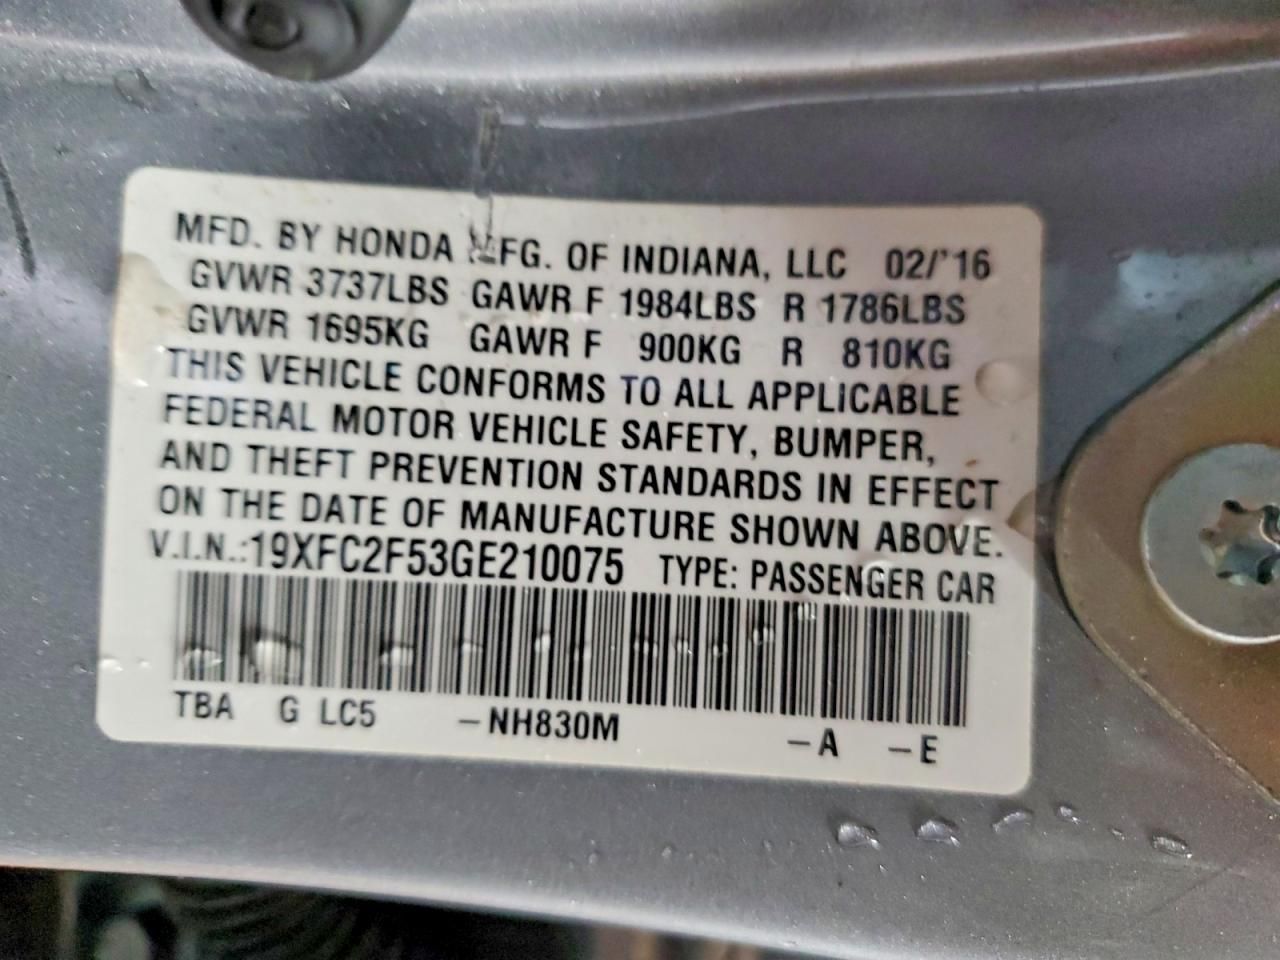 MFD. BY HONDA MFG. OF INDIANA, LLC 02/'16
GVWR 3737LBS GAWR F 1984LBS R 1786LBS
GVWR 1695KG GAWR F 900KG R 810KG
THIS VEHICLE CONFORMS TO ALL APPLICABLE
FEDERAL MOTOR VEHICLE SAFETY, BUMPER,
AND THEFT PREVENTION STANDARDS IN EFFECT
ON THE DATE OF MANUFACTURE SHOWN ABOVE.
V.I.N.:19XFC2F53GE210075 TYPE: PASSENGER CAR
TBA G LC5 –NH830M –A –E